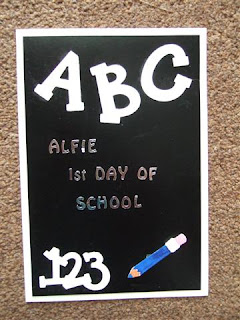 ABC
ALFIE
1st DAY OF
SCHOOL
123